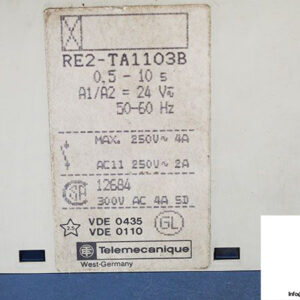 RE2-TA1103B
0,5 - 10 s
A1/A2 = 24 V≂
50-60 Hz
MAX. 250V~ 4A
AC11 250V~ 2A
12684
300V AC 4A 5D
VDE 0435
VDE 0110
GL
Telemecanique
West-Germany